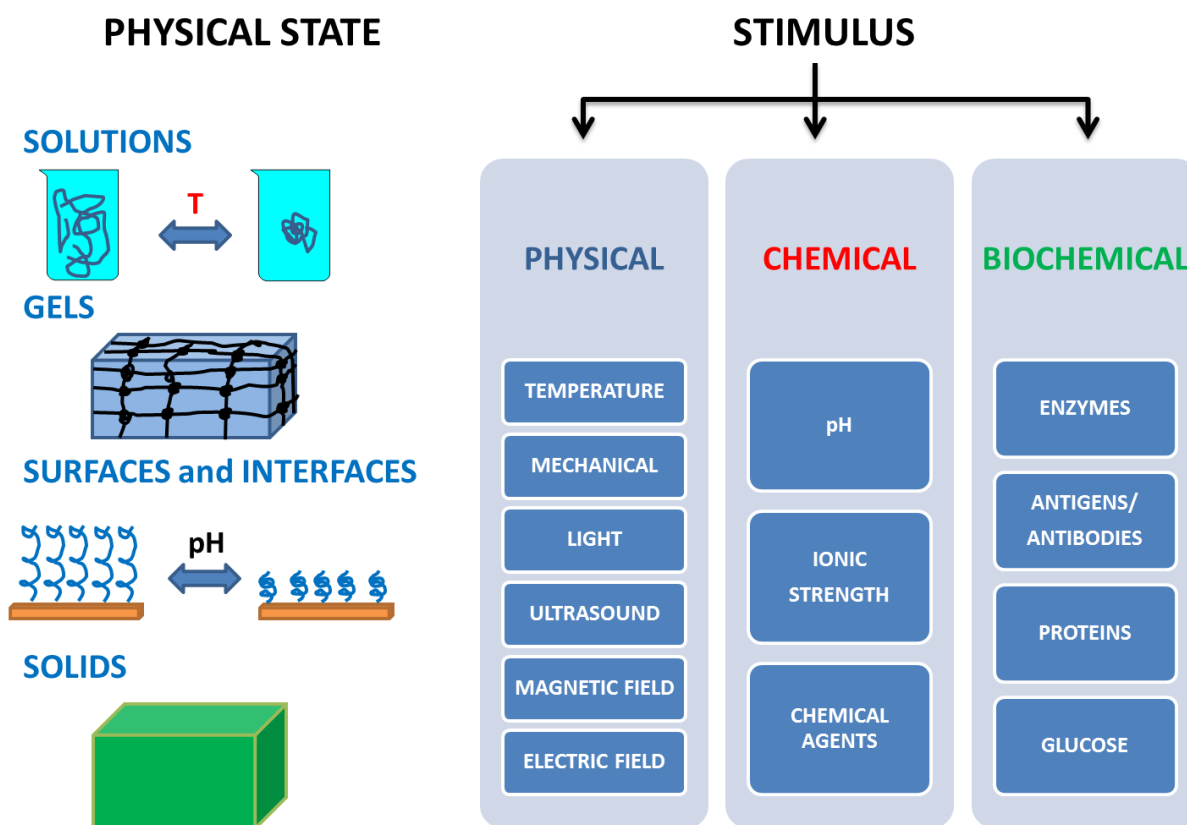 PHYSICAL STATE
STIMULUS
SOLUTIONS
T
GELS
SURFACES and INTERFACES
pH
SOLIDS
PHYSICAL
TEMPERATURE
MECHANICAL
LIGHT
ULTRASOUND
MAGNETIC FIELD
ELECTRIC FIELD
CHEMICAL
pH
IONIC
STRENGTH
CHEMICAL
AGENTS
BIOCHEMICAL
ENZYMES
ANTIGENS/
ANTIBODIES
PROTEINS
GLUCOSE